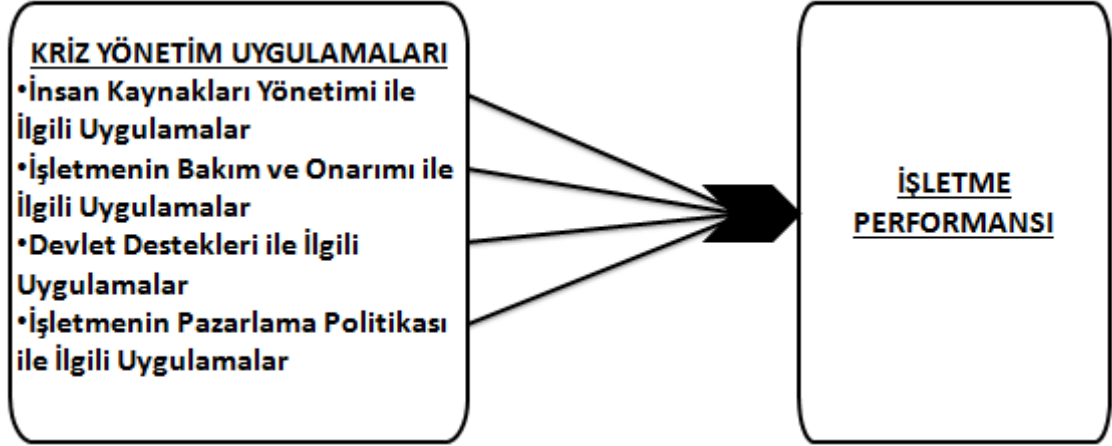 KRİZ YÖNETİM UYGULAMALARI
•İnsan Kaynakları Yönetimi ile
İlgili Uygulamalar
•İşletmenin Bakım ve Onarımı ile
İlgili Uygulamalar
•Devlet Destekleri ile İlgili
Uygulamalar
•İşletmenin Pazarlama Politikası
ile İlgili Uygulamalar
İŞLETME
PERFORMANSI